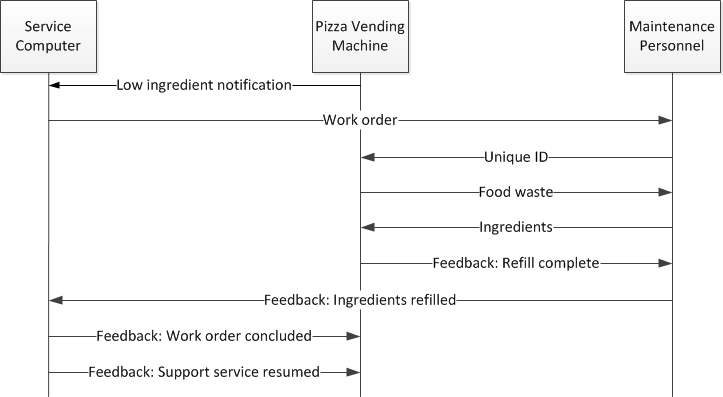 Service
Computer
Pizza Vending
Machine
Maintenance
Personnel
Low ingredient notification
Work order
Unique ID
Food waste
Ingredients
Feedback: Refill complete
Feedback: Ingredients refilled
Feedback: Work order concluded
Feedback: Support service resumed